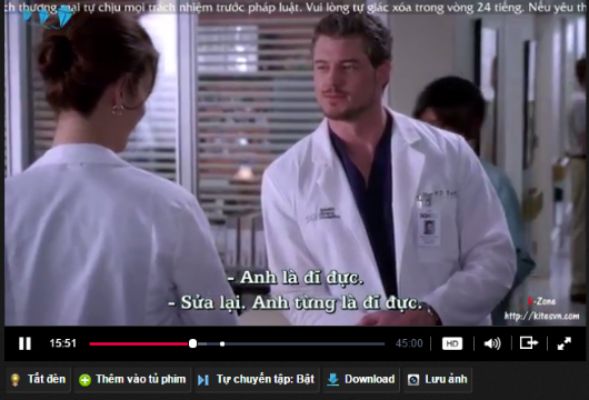 ch thương mại tự chịu mọi trách nhiệm trước pháp luật. Vui lòng tự giác xóa trong vòng 24 tiếng. Nếu yêu th
- Anh là đĩ đực.
- Sửa lại. Anh từng là đĩ đực.
-Zone
http://kitesvn.com/
15:51
45:00
HD
Tắt đèn
Thêm vào tủ phim
Tự chuyển tập: Bật
Download
Lưu ảnh